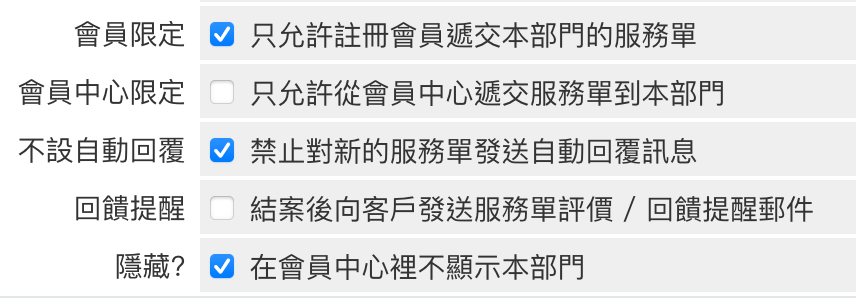 會員限定 只允許註冊會員遞交本部門的服務單
會員中心限定 只允許從會員中心遞交服務單到本部門
不設自動回覆 禁止對新的服務單發送自動回覆訊息
回饋提醒 結案後向客戶發送服務單評價 / 回饋提醒郵件
隱藏? 在會員中心裡不顯示本部門